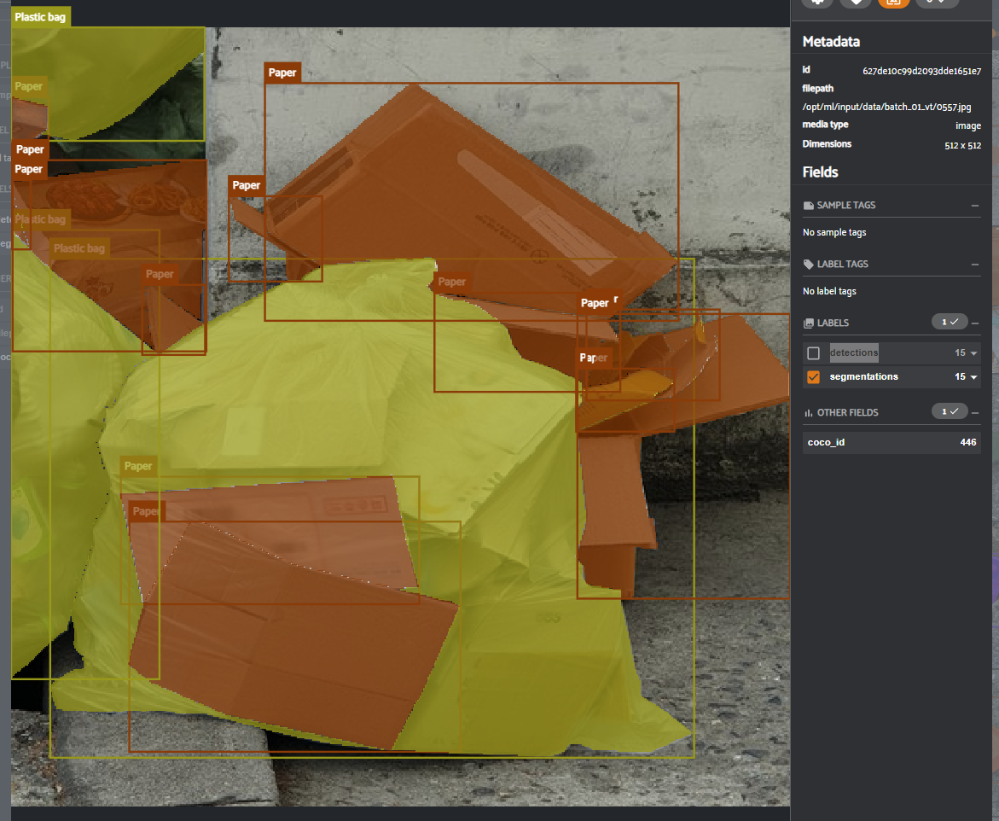 Plastic bag
Paper
Paper
Paper
Paper
Paper
Plastic bag
Plastic bag
Paper
Paper
Paper
Paper
Paper
Paper
Metadata
id 627de10c99d2093dde1651e7
filepath
/opt/ml/input/data/batch_01_vt/0557.jpg
media type image
Dimensions 512 x 512
Fields
SAMPLE TAGS
No sample tags
LABEL TAGS
No label tags
LABELS 1
detections 15
segmentations 15
OTHER FIELDS 1
coco_id 446